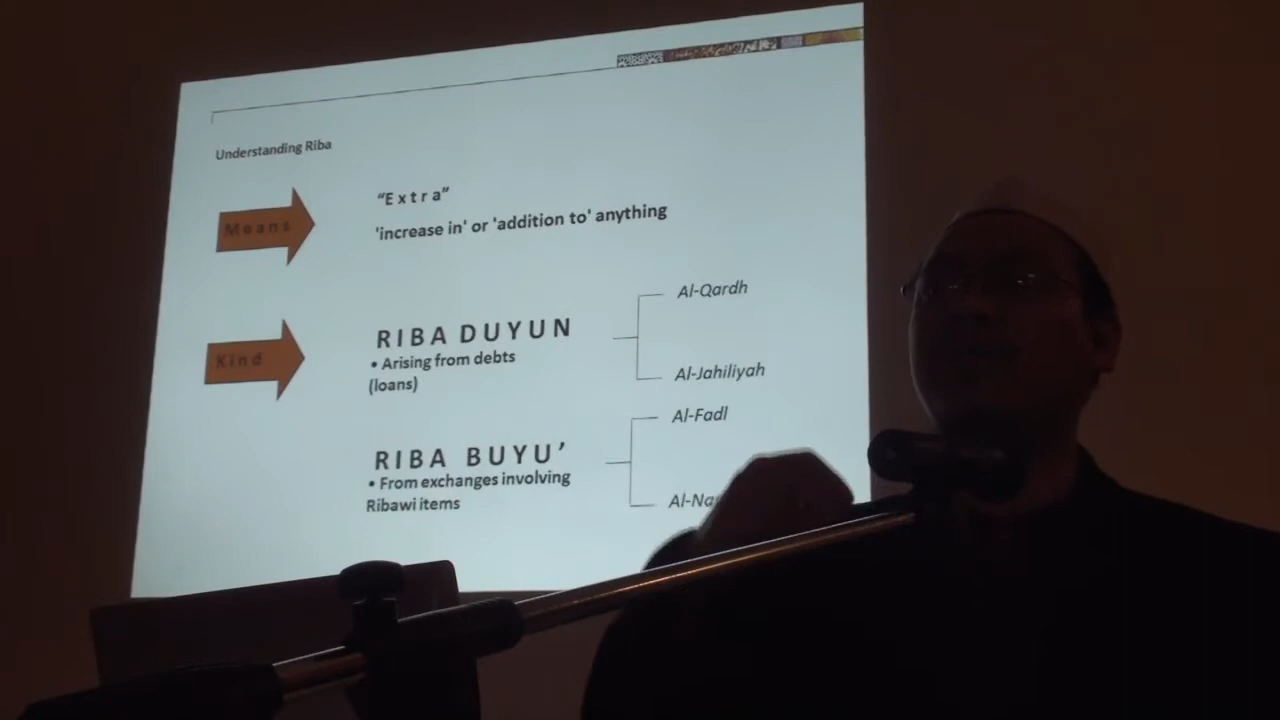 Understanding Riba
Means
“E x t r a”
'increase in' or 'addition to' anything
Kind
RIBA DUYUN
• Arising from debts
(loans)
Al-Qardh
Al-Jahiliyah
RIBA BUYU’
• From exchanges involving
Ribawi items
Al-Fadl